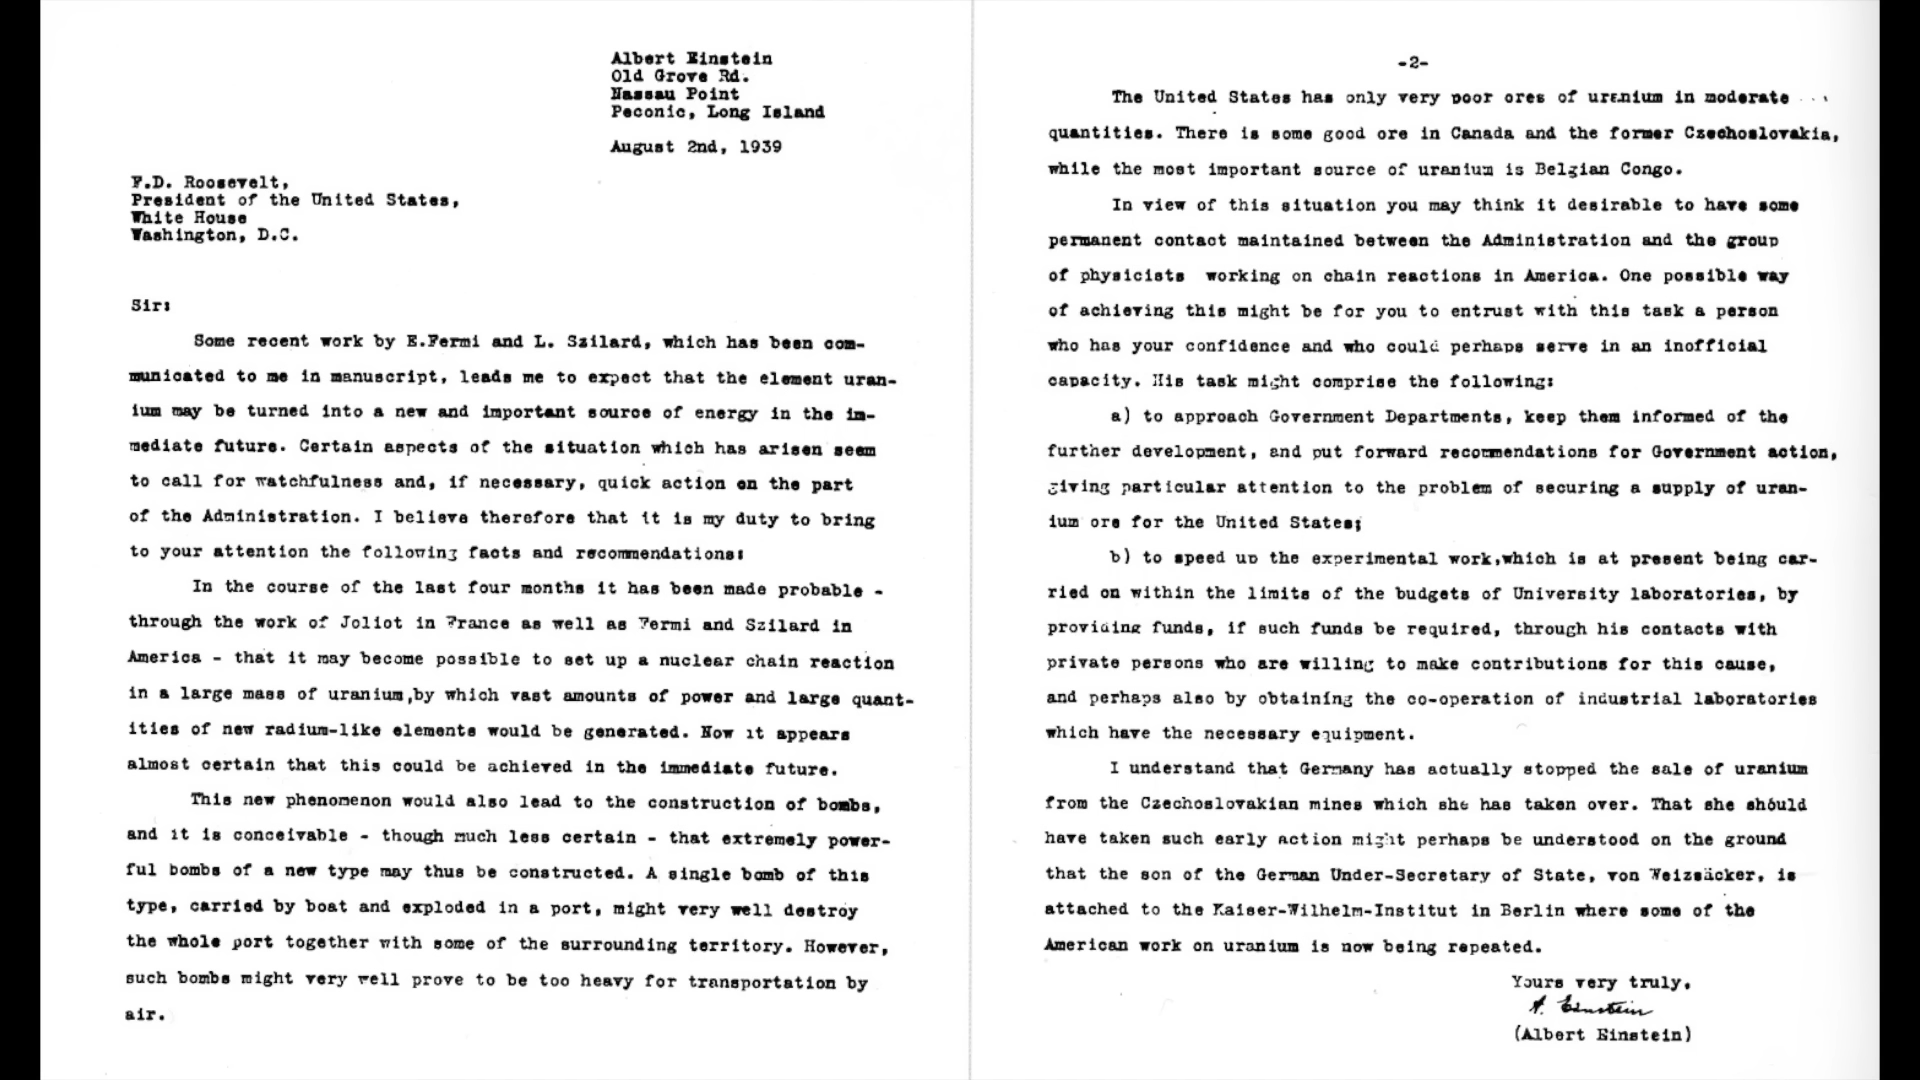 Albert Einstein
Old Grove Rd.
Nassau Point
Peconic, Long Island
August 2nd, 1939
F.D. Roosevelt,
President of the United States,
White House
Washington, D.C.
Sir:
Some recent work by E.Fermi and L. Szilard, which has been com-
municated to me in manuscript, leads me to expect that the element uran-
ium may be turned into a new and important source of energy in the im-
mediate future. Certain aspects of the situation which has arisen seem
to call for watchfulness and, if necessary, quick action on the part
of the Administration. I believe therefore that it is my duty to bring
to your attention the following facts and recommendations:
In the course of the last four months it has been made probable -
through the work of Joliot in France as well as Fermi and Szilard in
America - that it may become possible to set up a nuclear chain reaction
in a large mass of uranium,by which vast amounts of power and large quant-
ities of new radium-like elements would be generated. Now it appears
almost certain that this could be achieved in the immediate future.
This new phenomenon would also lead to the construction of bombs,
and it is conceivable - though much less certain - that extremely power-
ful bombs of a new type may thus be constructed. A single bomb of this
type, carried by boat and exploded in a port, might very well destroy
the whole port together with some of the surrounding territory. However,
such bombs might very well prove to be too heavy for transportation by
air.
-2-
The United States has only very poor ores of uranium in moderate
quantities. There is some good ore in Canada and the former Czechoslovakia,
while the most important source of uranium is Belgian Congo.
In view of this situation you may think it desirable to have some
permanent contact maintained between the Administration and the group
of physicists working on chain reactions in America. One possible way
of achieving this might be for you to entrust with this task a person
who has your confidence and who could perhaps serve in an inofficial
capacity. His task might comprise the following:
a) to approach Government Departments, keep them informed of the
further development, and put forward recommendations for Government action,
giving particular attention to the problem of securing a supply of uran-
ium ore for the United States;
b) to speed up the experimental work,which is at present being car-
ried on within the limits of the budgets of University laboratories, by
providing funds, if such funds be required, through his contacts with
private persons who are willing to make contributions for this cause,
and perhaps also by obtaining the co-operation of industrial laboratories
which have the necessary equipment.
I understand that Germany has actually stopped the sale of uranium
from the Czechoslovakian mines which she has taken over. That she should
have taken such early action might perhaps be understood on the ground
that the son of the German Under-Secretary of State, von Weizsäcker, is
attached to the Kaiser-Wilhelm-Institut in Berlin where some of the
American work on uranium is now being repeated.
Yours very truly,
A. Einstein
(Albert Einstein)